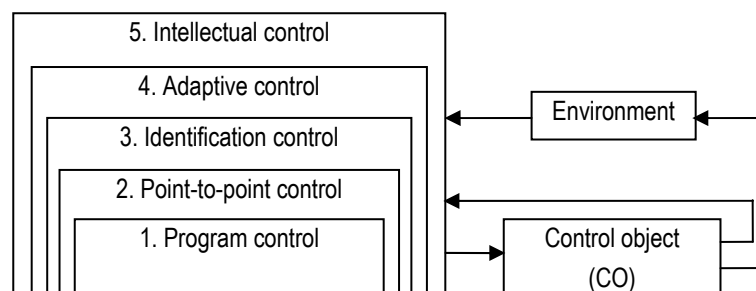 5. Intellectual control
4. Adaptive control
3. Identification control
2. Point-to-point control
1. Program control
Environment
Control object
(CO)